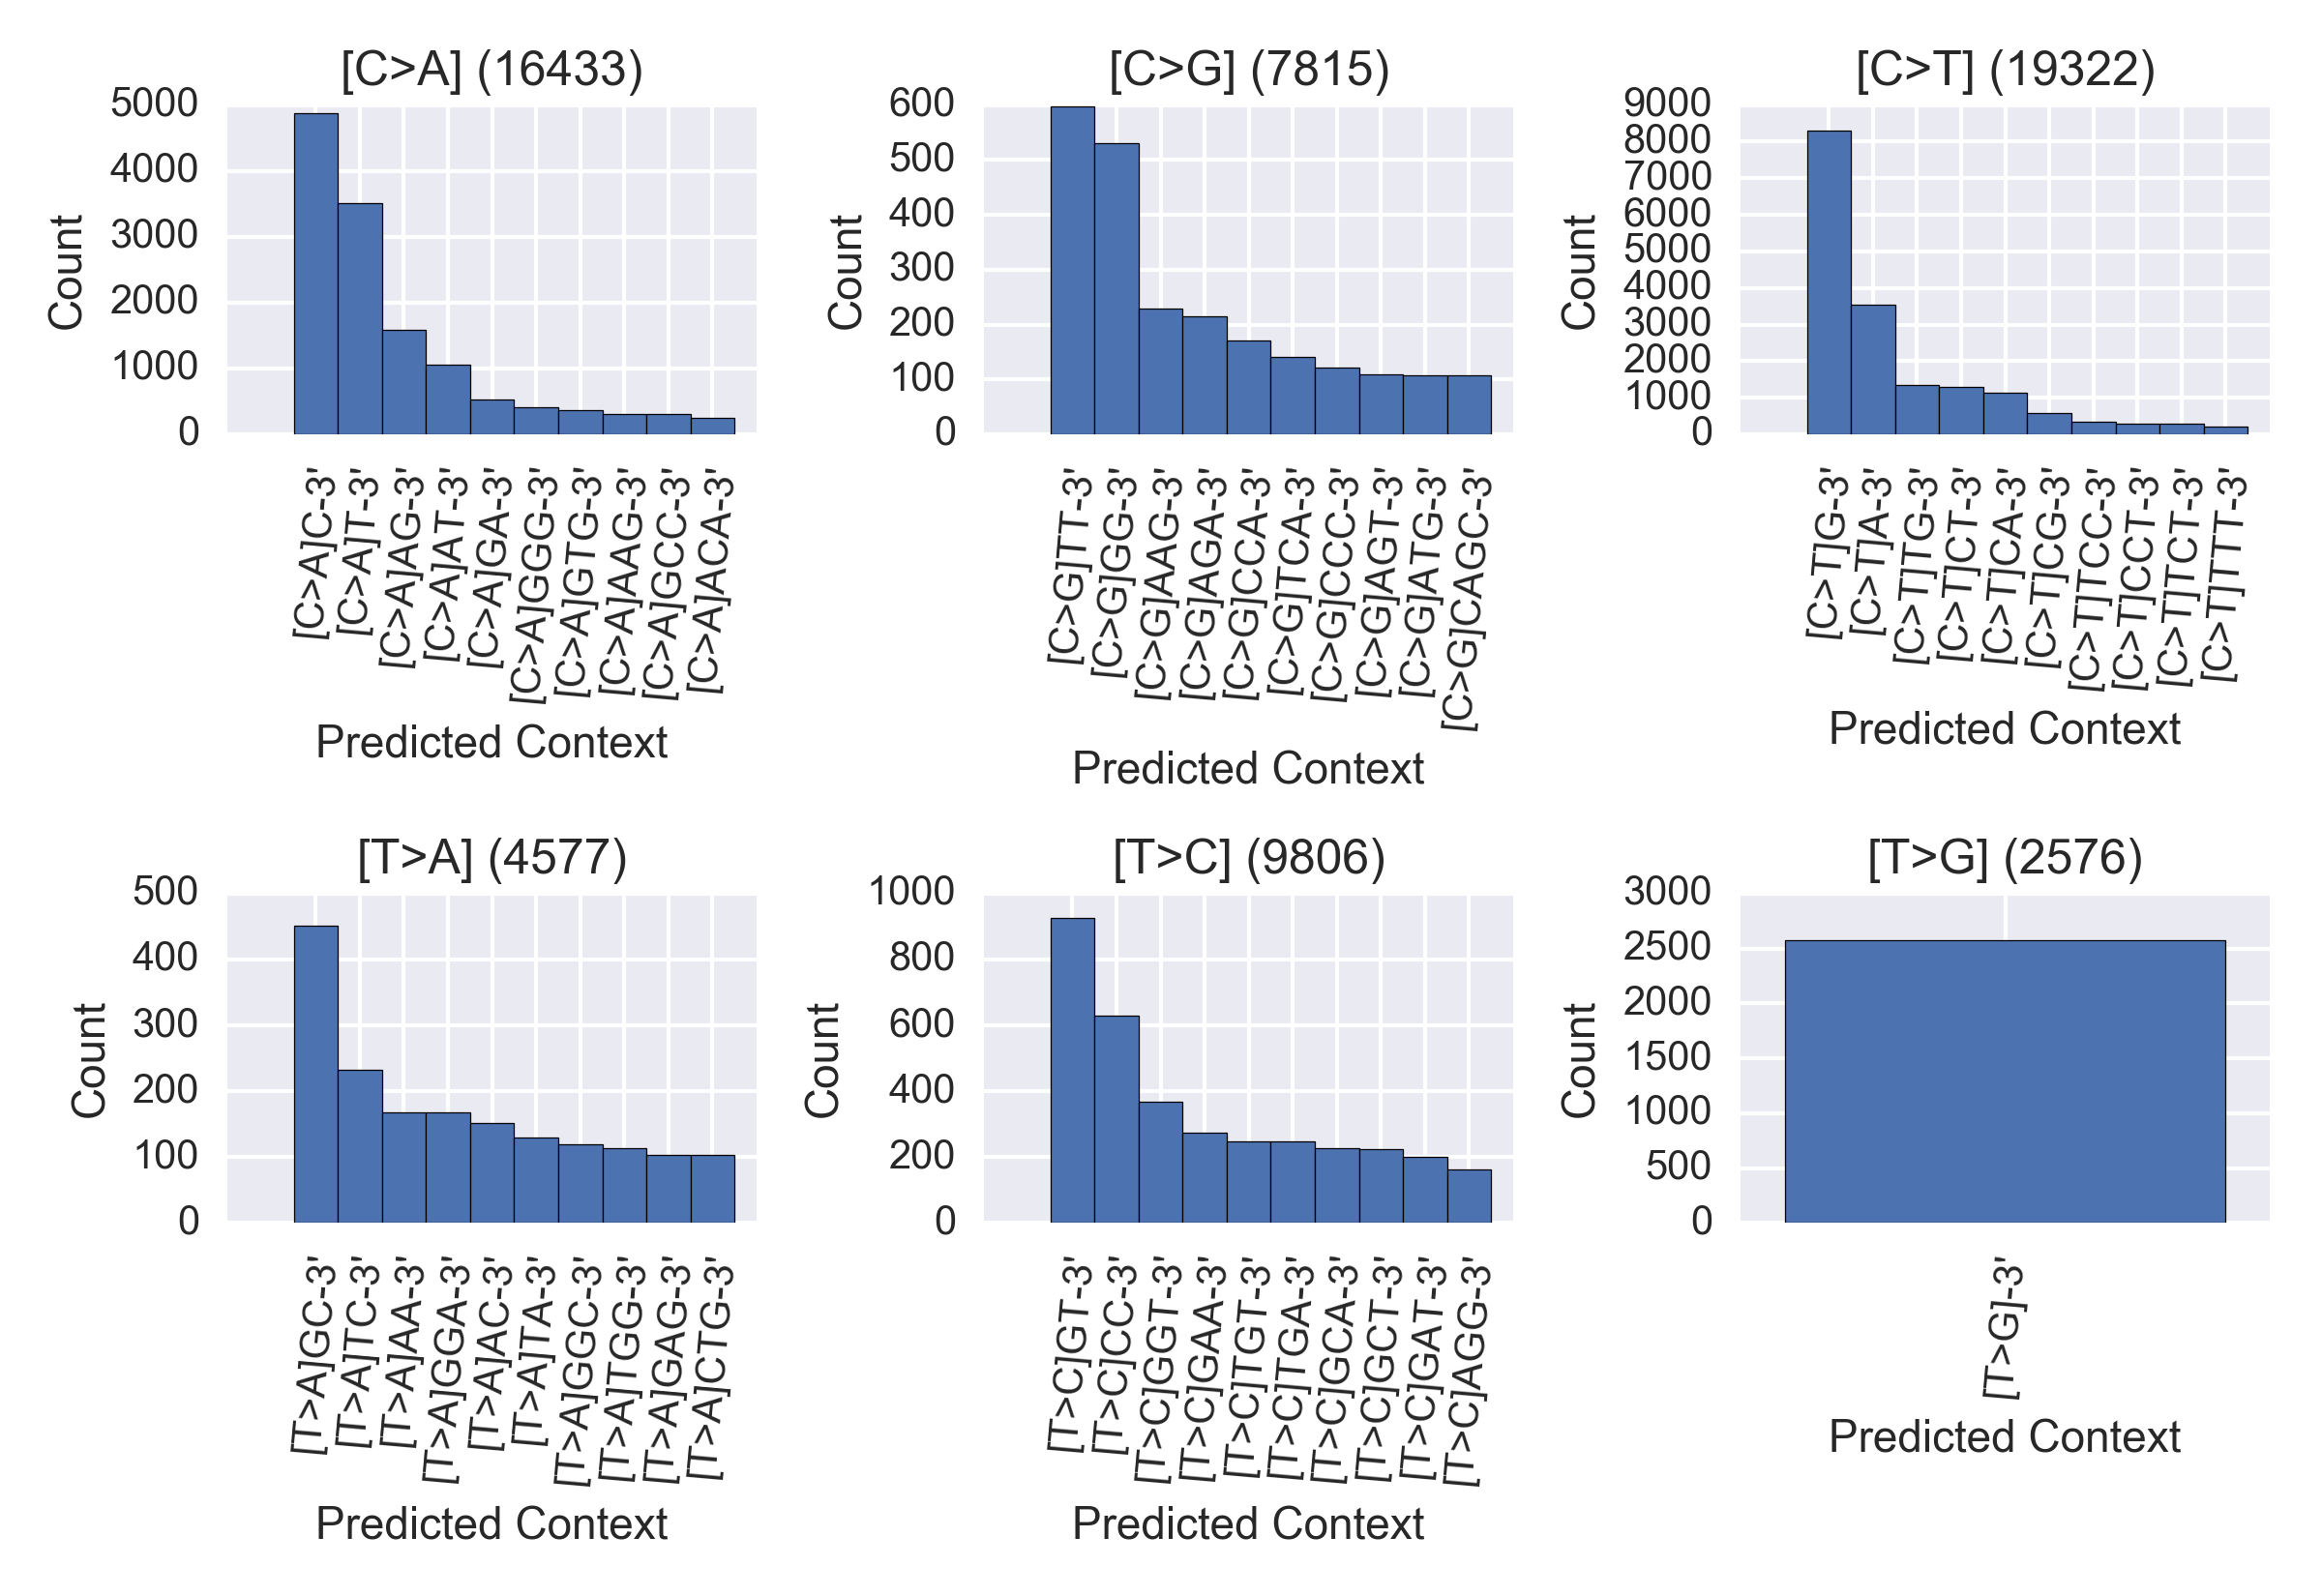 [C>A] (16433)
5000
4000
3000
2000
1000
0
Count
[C>A]C-3'
[C>A]T-3'
[C>A]AG-3'
[C>A]AT-3'
[C>A]GA-3'
[C>A]GGG-3'
[C>A]GTG-3'
[C>A]AAG-3'
[C>A]GCC-3'
[C>A]ACA-3'
Predicted Context
[C>G] (7815)
600
500
400
300
200
100
0
Count
[C>G]TT-3'
[C>G]GG-3'
[C>G]AAG-3'
[C>G]AGA-3'
[C>G]CCA-3'
[C>G]TCA-3'
[C>G]CCC-3'
[C>G]AGT-3'
[C>G]ATG-3'
[C>G]CAGC-3'
Predicted Context
[C>T] (19322)
9000
8000
7000
6000
5000
4000
3000
2000
1000
0
Count
[C>T]G-3'
[C>T]A-3'
[C>T]TG-3'
[C>T]CT-3'
[C>T]CA-3'
[C>T]CG-3'
[C>T]TCC-3'
[C>T]CCT-3'
[C>T]TCT-3'
[C>T]TTT-3'
Predicted Context
[T>A] (4577)
500
400
300
200
100
0
Count
[T>A]GC-3'
[T>A]TC-3'
[T>A]AA-3'
[T>A]GGA-3'
[T>A]AC-3'
[T>A]TA-3'
[T>A]GGC-3'
[T>A]TGG-3'
[T>A]GAG-3'
[T>A]CTG-3'
Predicted Context
[T>C] (9806)
1000
800
600
400
200
0
Count
[T>C]GT-3'
[T>C]CC-3'
[T>C]GGT-3'
[T>C]GAA-3'
[T>C]TGT-3'
[T>C]TGA-3'
[T>C]GCA-3'
[T>C]GCT-3'
[T>C]GAT-3'
[T>C]AGG-3'
Predicted Context
[T>G] (2576)
3000
2500
2000
1500
1000
500
0
Count
[T>G]-3'
Predicted Context